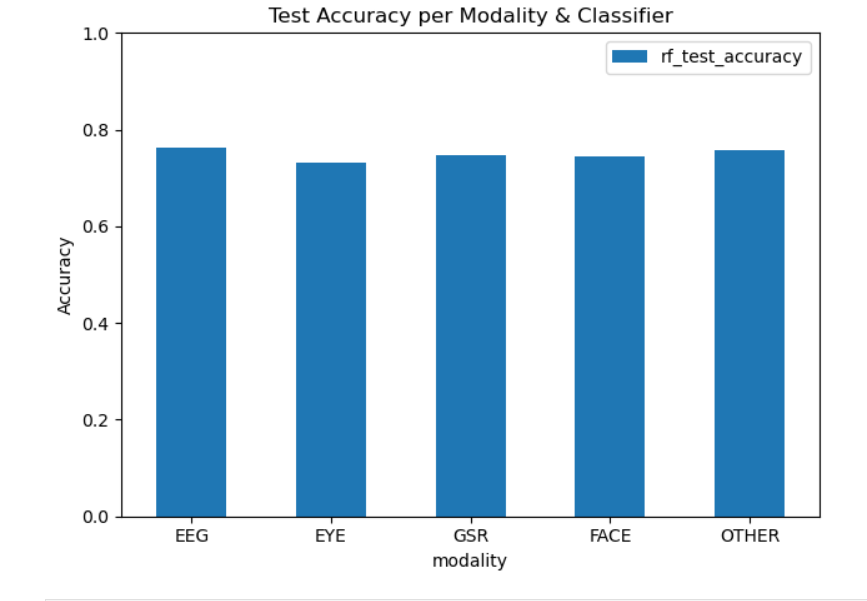 Test Accuracy per Modality & Classifier
rf_test_accuracy
1.0
0.8
0.6
0.4
0.2
0.0
Accuracy
EEG EYE GSR FACE OTHER
modality